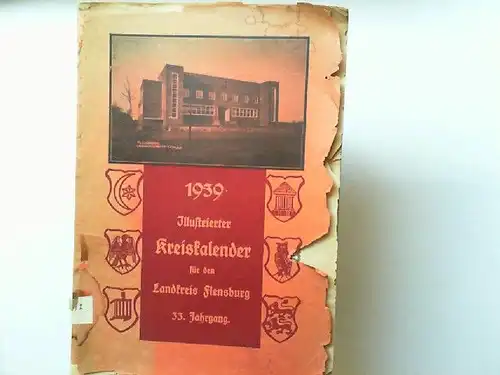 1939.
Illustrierter
Kreiskalender
für den
Landkreis Flensburg
33. Jahrgang.